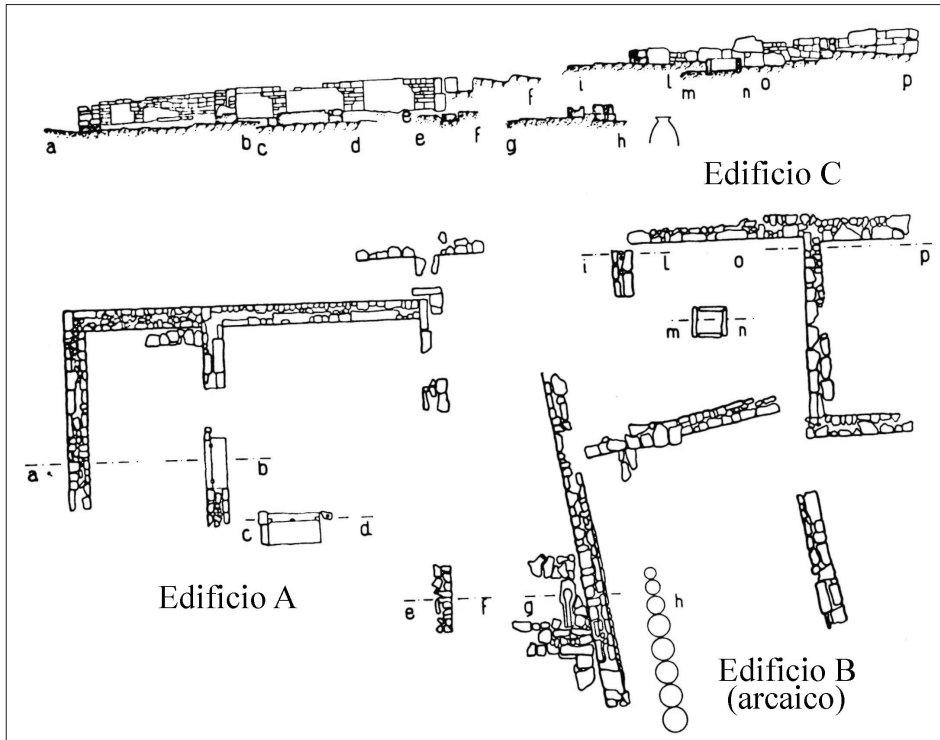 i l m n o p
a b c d e e f f g h
Edificio C
i l o p
m n
a b
c d
Edificio A
e f g h
Edificio B
(arcaico)